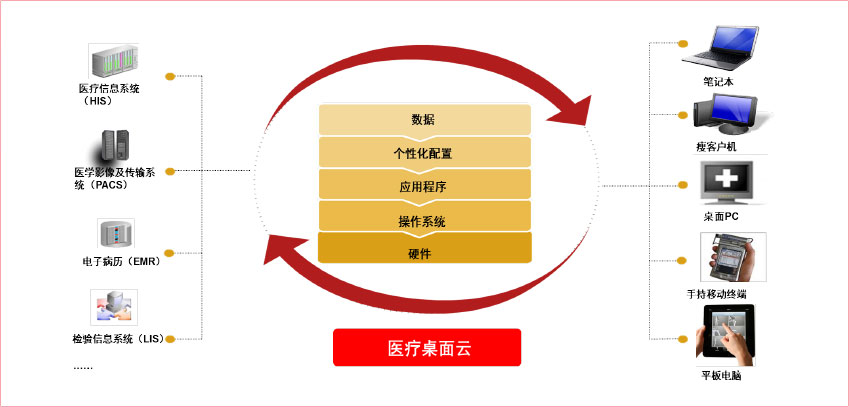 医疗信息系统
（HIS）
医学影像及传输系
统（PACS）
电子病历（EMR）
检验信息系统（LIS）
......
数据
个性化配置
应用程序
操作系统
硬件
医疗桌面云
笔记本
瘦客户机
桌面PC
手持移动终端
平板电脑